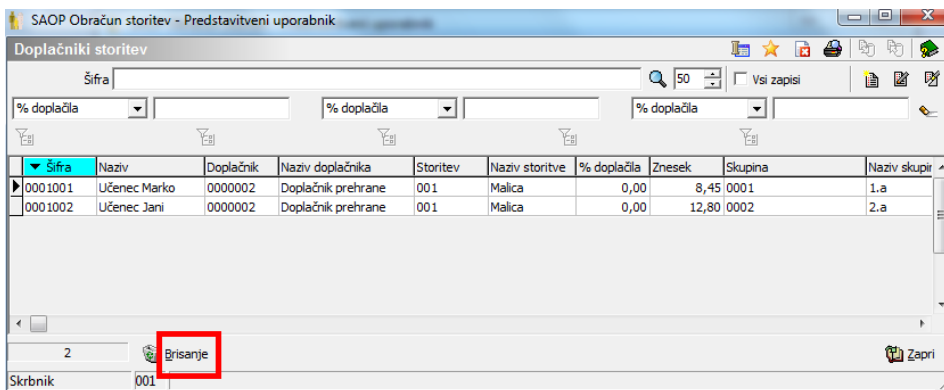 SAOP Obračun storitev - Predstavitveni uporabnik
Doplačniki storitev
Šifra 50 Vsi zapisi
% doplačila % doplačila % doplačila
Šifra Naziv Doplačnik Naziv doplačnika Storitev Naziv storitve % doplačila Znesek Skupina Naziv skupir
0001001 Učenec Marko 0000002 Doplačnik prehrane 001 Malica 0,00 8,45 0001 1.a
0001002 Učenec Jani 0000002 Doplačnik prehrane 001 Malica 0,00 12,80 0002 2.a
2 Brisanje Zapri
Skrbnik 001